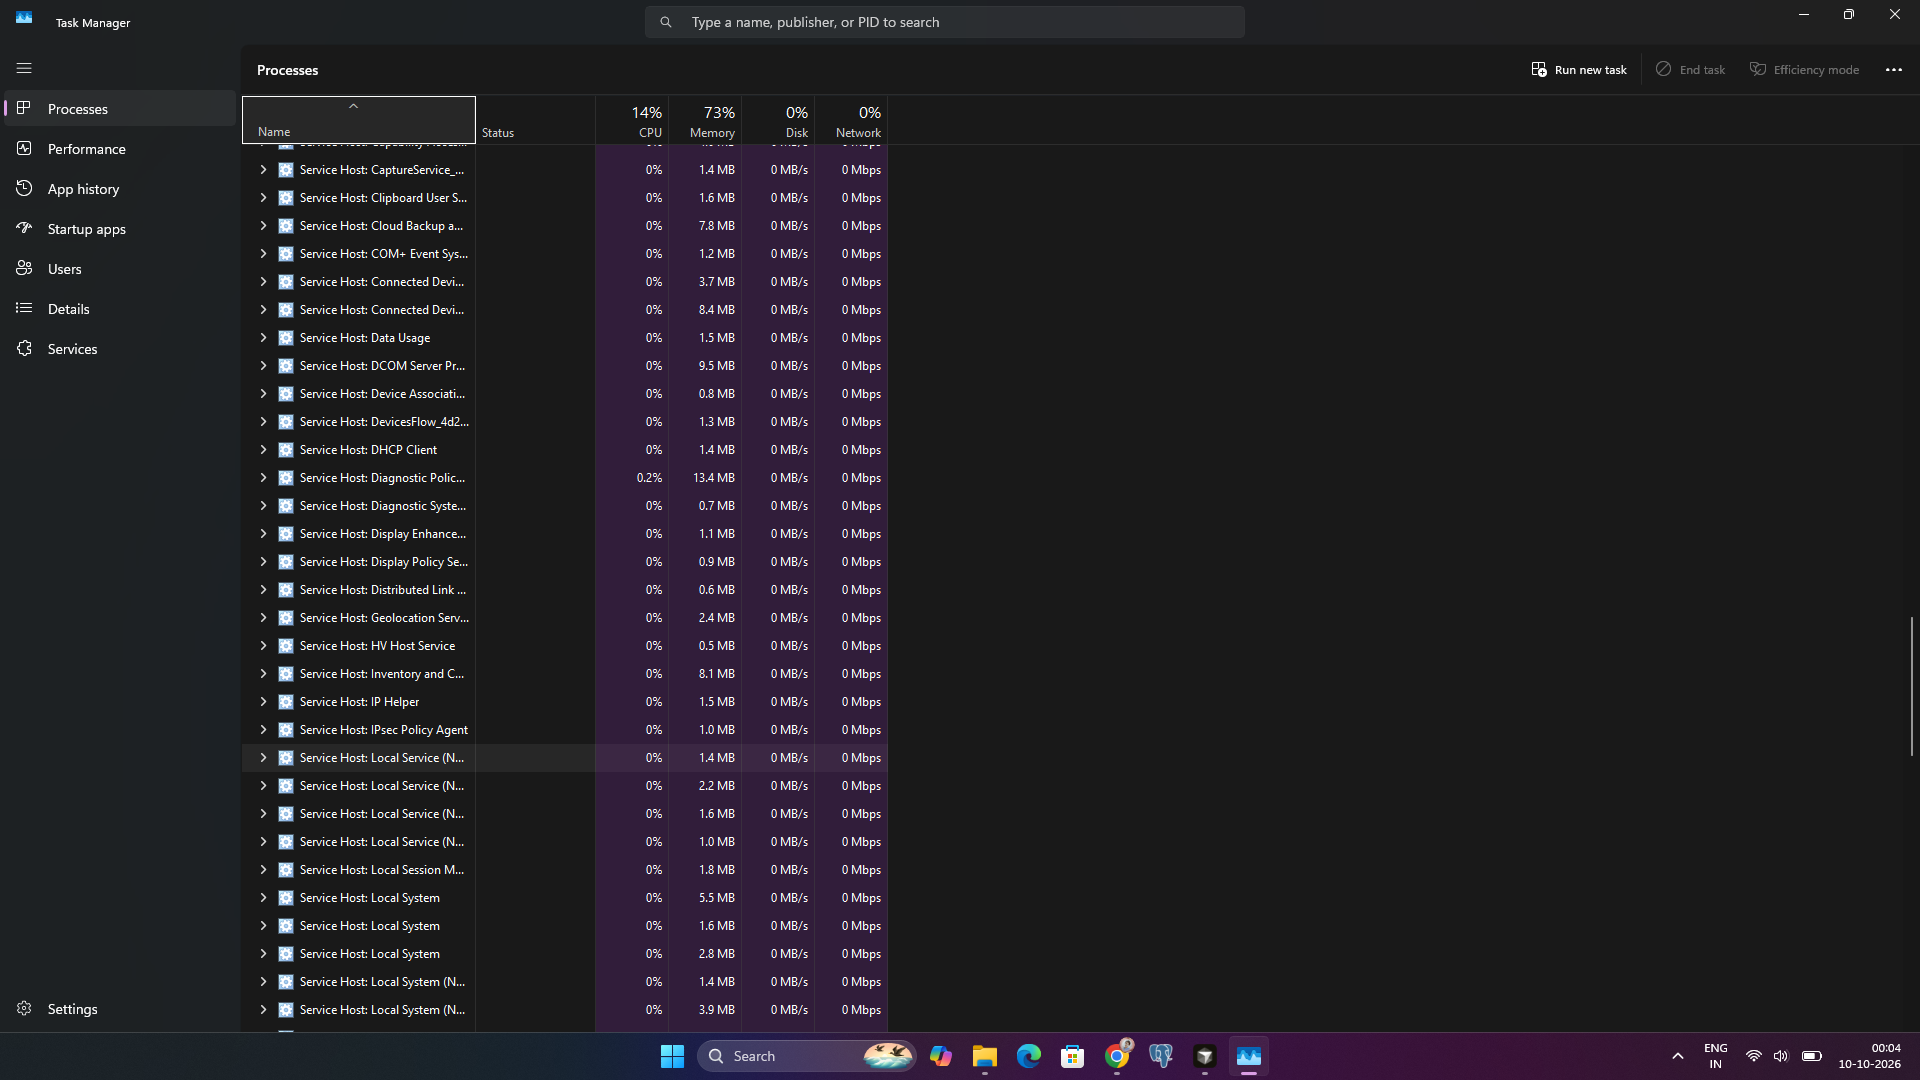 Task Manager
Type a name, publisher, or PID to search
Processes
Run new task
End task
Efficiency mode
Processes
Performance
App history
Startup apps
Users
Details
Services
Settings
14% 73% 0% 0%
Name Status CPU Memory Disk Network
Service Host: CaptureService_... 0% 1.4 MB 0 MB/s 0 Mbps
Service Host: Clipboard User S... 0% 1.6 MB 0 MB/s 0 Mbps
Service Host: Cloud Backup a... 0% 7.8 MB 0 MB/s 0 Mbps
Service Host: COM+ Event Sys... 0% 1.2 MB 0 MB/s 0 Mbps
Service Host: Connected Devi... 0% 3.7 MB 0 MB/s 0 Mbps
Service Host: Connected Devi... 0% 8.4 MB 0 MB/s 0 Mbps
Service Host: Data Usage 0% 1.5 MB 0 MB/s 0 Mbps
Service Host: DCOM Server Pr... 0% 9.5 MB 0 MB/s 0 Mbps
Service Host: Device Associati... 0% 0.8 MB 0 MB/s 0 Mbps
Service Host: DevicesFlow_4d2... 0% 1.3 MB 0 MB/s 0 Mbps
Service Host: DHCP Client 0% 1.4 MB 0 MB/s 0 Mbps
Service Host: Diagnostic Polic... 0.2% 13.4 MB 0 MB/s 0 Mbps
Service Host: Diagnostic Syste... 0% 0.7 MB 0 MB/s 0 Mbps
Service Host: Display Enhance... 0% 1.1 MB 0 MB/s 0 Mbps
Service Host: Display Policy Se... 0% 0.9 MB 0 MB/s 0 Mbps
Service Host: Distributed Link ... 0% 0.6 MB 0 MB/s 0 Mbps
Service Host: Geolocation Serv... 0% 2.4 MB 0 MB/s 0 Mbps
Service Host: HV Host Service 0% 0.5 MB 0 MB/s 0 Mbps
Service Host: Inventory and C... 0% 8.1 MB 0 MB/s 0 Mbps
Service Host: IP Helper 0% 1.5 MB 0 MB/s 0 Mbps
Service Host: IPsec Policy Agent 0% 1.0 MB 0 MB/s 0 Mbps
Service Host: Local Service (N... 0% 1.4 MB 0 MB/s 0 Mbps
Service Host: Local Service (N... 0% 2.2 MB 0 MB/s 0 Mbps
Service Host: Local Service (N... 0% 1.6 MB 0 MB/s 0 Mbps
Service Host: Local Service (N... 0% 1.0 MB 0 MB/s 0 Mbps
Service Host: Local Session M... 0% 1.8 MB 0 MB/s 0 Mbps
Service Host: Local System 0% 5.5 MB 0 MB/s 0 Mbps
Service Host: Local System 0% 1.6 MB 0 MB/s 0 Mbps
Service Host: Local System 0% 2.8 MB 0 MB/s 0 Mbps
Service Host: Local System (N... 0% 1.4 MB 0 MB/s 0 Mbps
Service Host: Local System (N... 0% 3.9 MB 0 MB/s 0 Mbps
Search
ENG
IN
00:04
10-10-2026